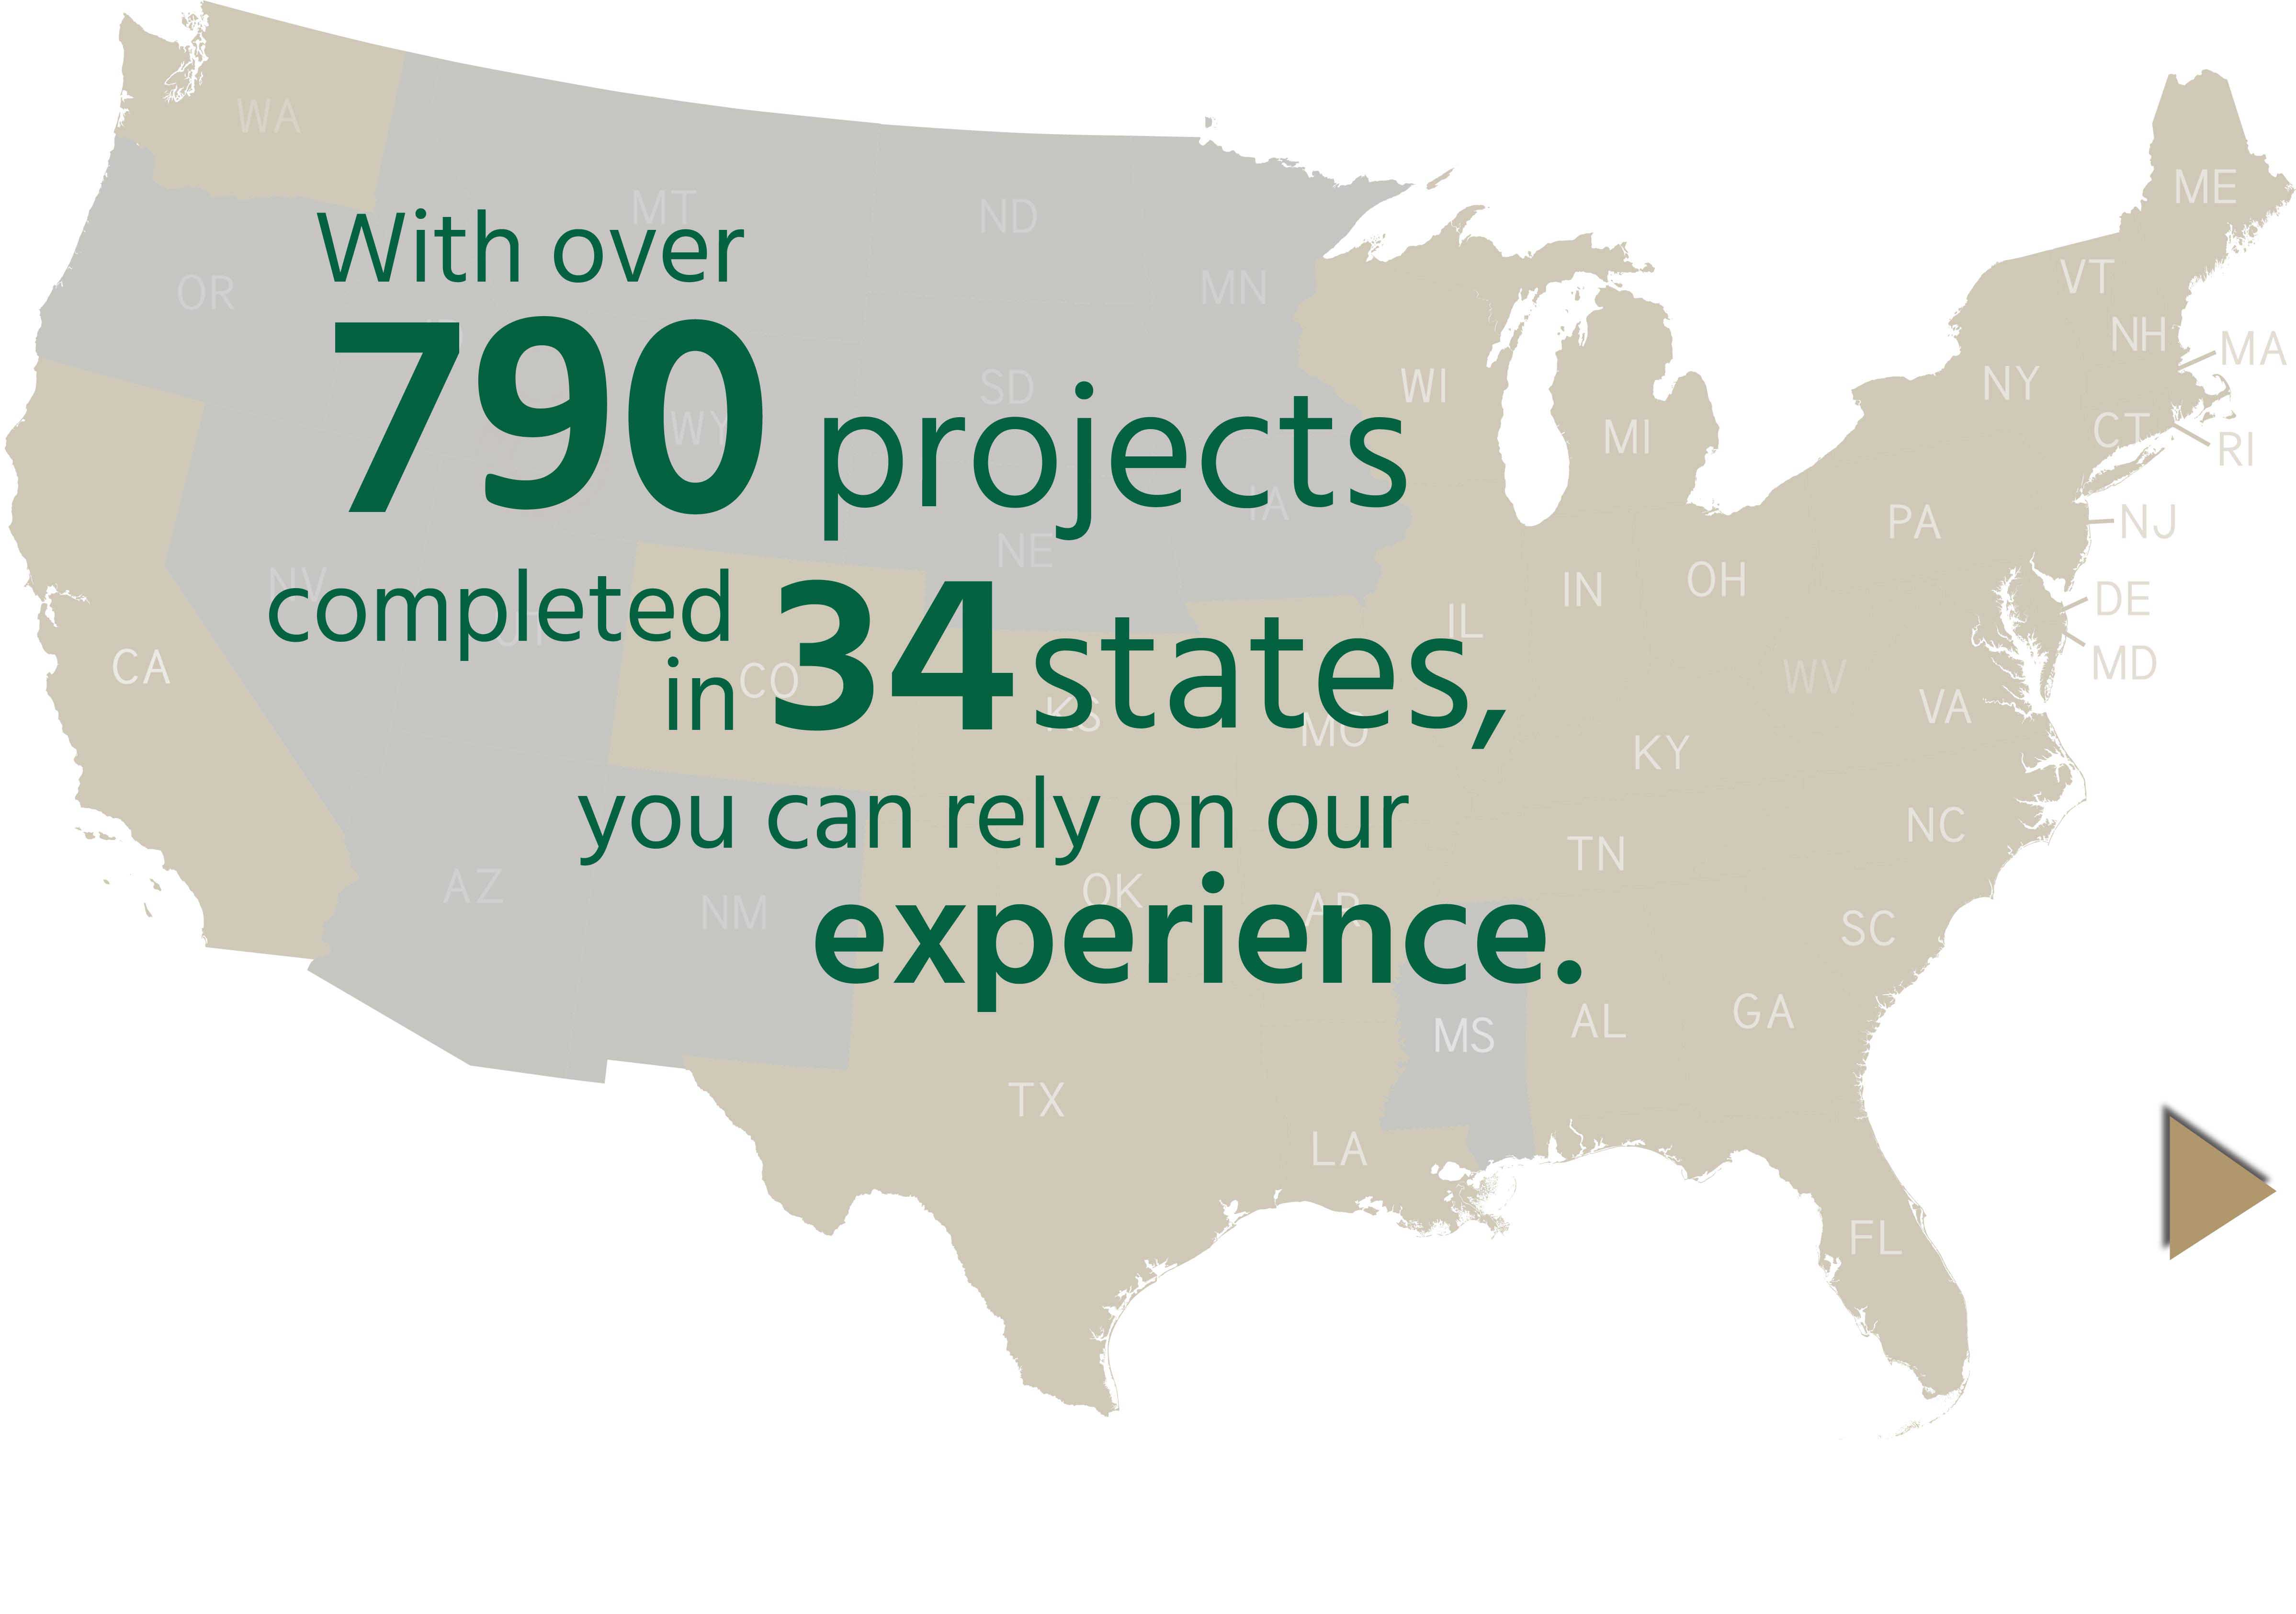 With over
790 projects
completed
in 34 states,
you can rely on our
experience.
WA
MT
ND
OR
MN
SD
WY
WI
MI
ME
VT
NH
MA
NY
CT
RI
IA
NE
PA
NJ
NV
UT
CO
IL
IN
OH
DE
MD
CA
KS
MO
WV
VA
KY
NC
TN
AZ
NM
OK
AR
SC
MS
AL
GA
TX
LA
FL